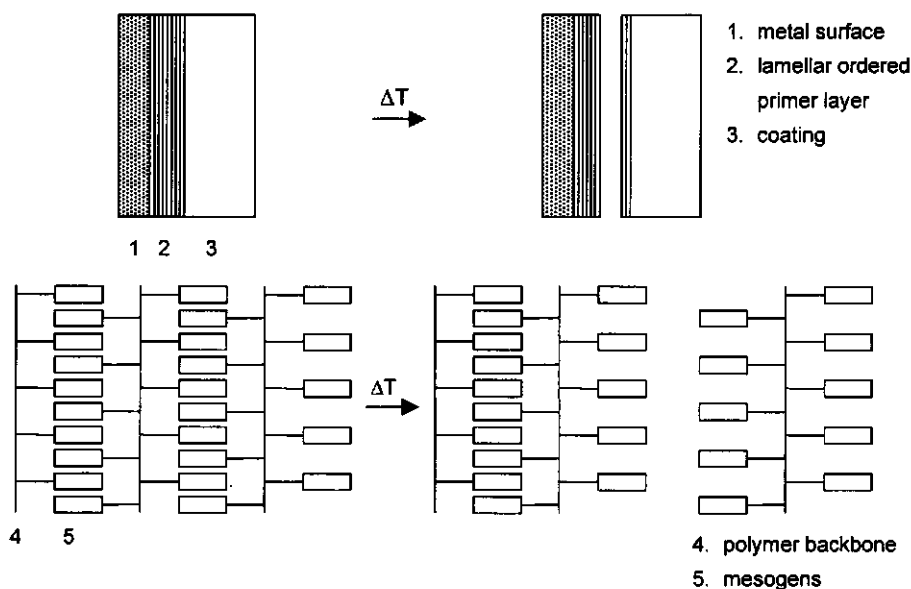 ΔT
1. metal surface
2. lamellar ordered
primer layer
3. coating
1 2 3
ΔT
4 5
4. polymer backbone
5. mesogens